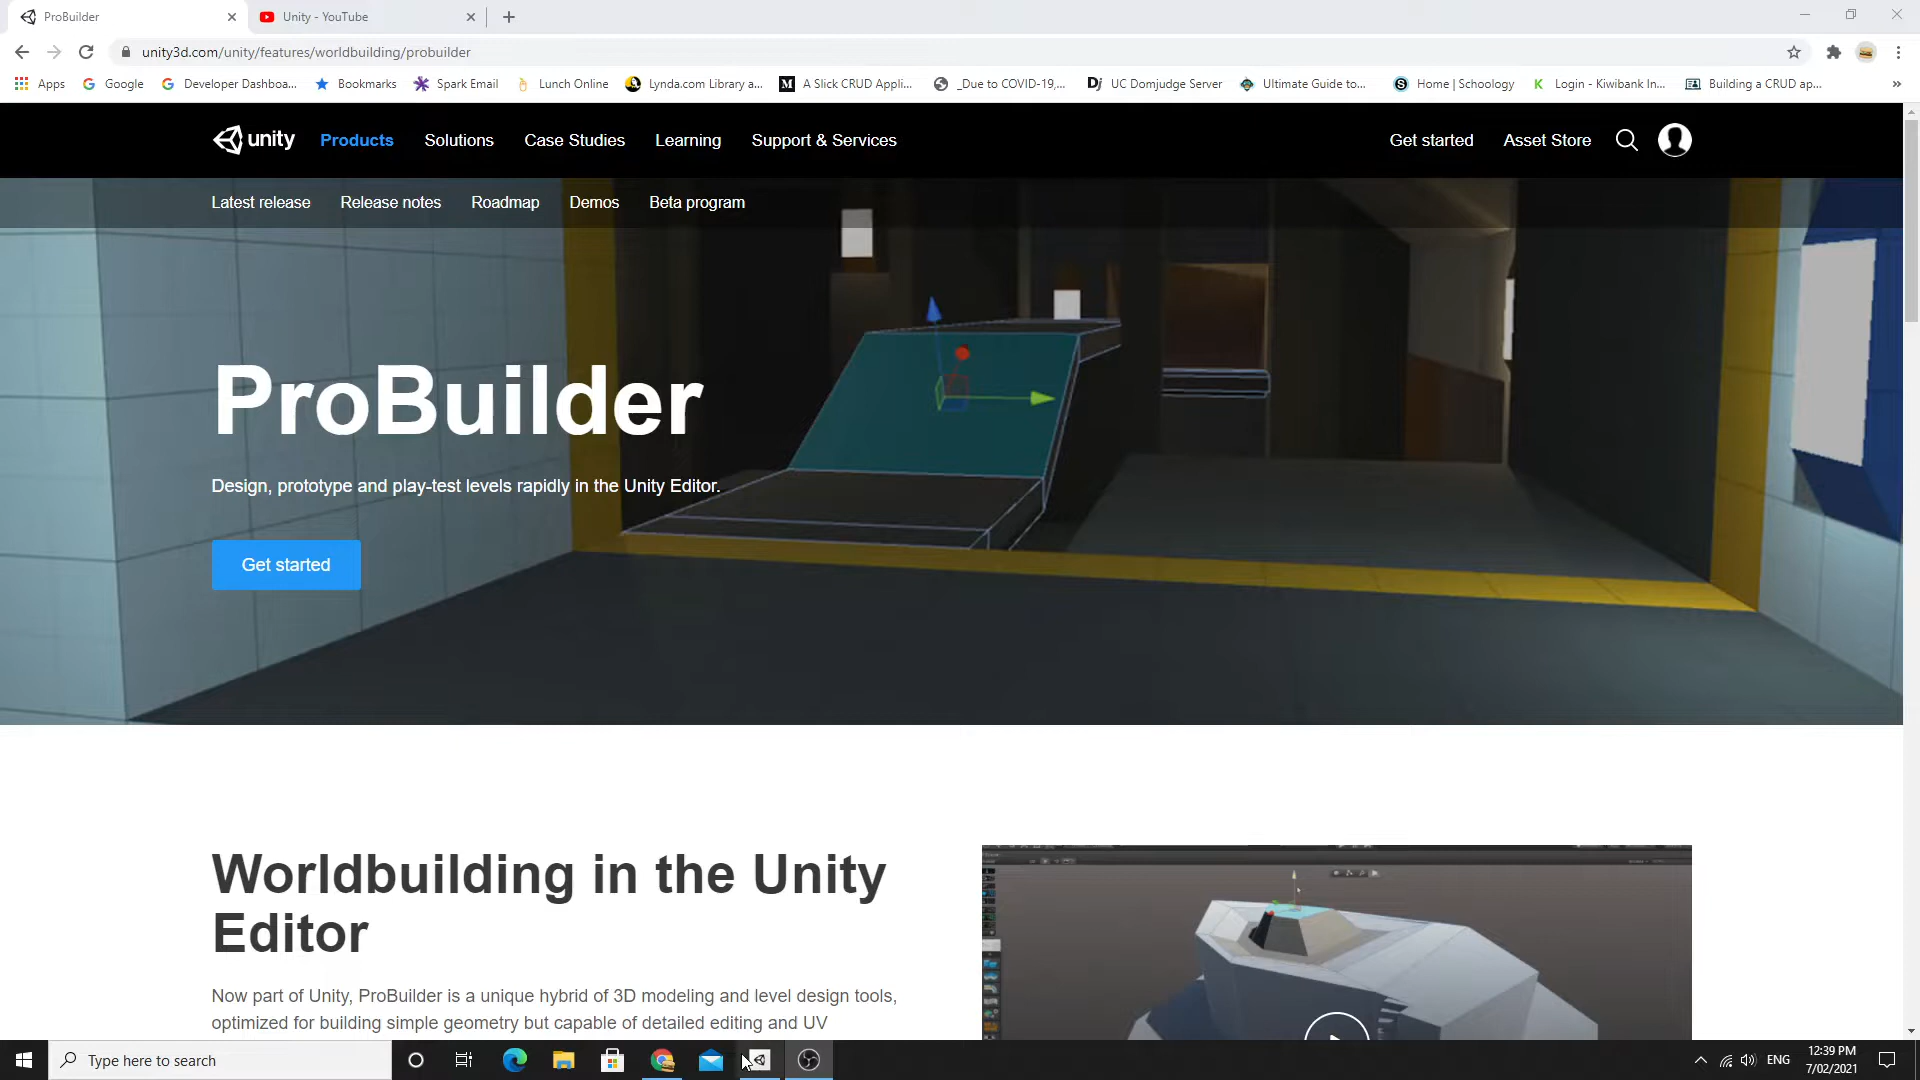 ProBuilder
Unity - YouTube
unity3d.com/unity/features/worldbuilding/probuilder
Apps
Google
Developer Dashboa...
Bookmarks
Spark Email
Lunch Online
Lynda.com Library a...
A Slick CRUD Appli...
_Due to COVID-19,...
UC Domjudge Server
Ultimate Guide to...
Home | Schoology
Login - Kiwibank In...
Building a CRUD ap...
unity
Products
Solutions
Case Studies
Learning
Support & Services
Get started
Asset Store
Latest release
Release notes
Roadmap
Demos
Beta program
ProBuilder
Design, prototype and play-test levels rapidly in the Unity Editor.
Get started
Worldbuilding in the Unity
Editor
Now part of Unity, ProBuilder is a unique hybrid of 3D modeling and level design tools,
optimized for building simple geometry but capable of detailed editing and UV
Type here to search
ENG
12:39 PM
7/02/2021